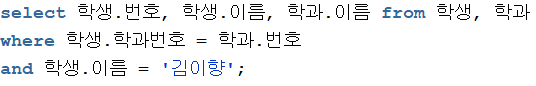 select 학생.번호, 학생.이름, 학과.이름 from 학생, 학과
where 학생.학과번호 = 학과.번호
and 학생.이름 = '김이향';